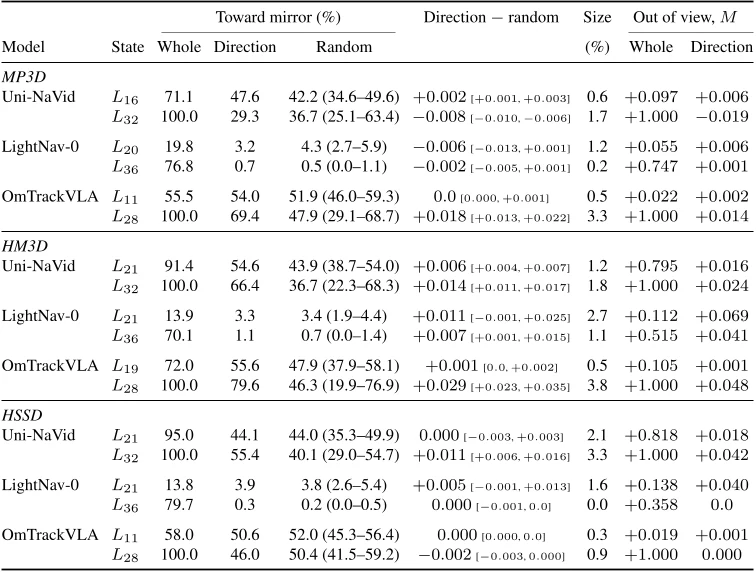 Toward mirror (%) Direction − random Size Out of view, M
Model State Whole Direction Random (%) Whole Direction
MP3D
Uni-NaVid L16 71.1 47.6 42.2 (34.6–49.6) +0.002 [+0.001, +0.003] 0.6 +0.097 +0.006
L32 100.0 29.3 36.7 (25.1–63.4) −0.008 [−0.010, −0.006] 1.7 +1.000 −0.019
LightNav-0 L20 19.8 3.2 4.3 (2.7–5.9) −0.006 [−0.013, +0.001] 1.2 +0.055 +0.006
L36 76.8 0.7 0.5 (0.0–1.1) −0.002 [−0.005, +0.001] 0.2 +0.747 +0.001
OmTrackVLA L11 55.5 54.0 51.9 (46.0–59.3) 0.0 [0.000, +0.001] 0.5 +0.022 +0.002
L28 100.0 69.4 47.9 (29.1–68.7) +0.018 [+0.013, +0.022] 3.3 +1.000 +0.014
HM3D
Uni-NaVid L21 91.4 54.6 43.9 (38.7–54.0) +0.006 [+0.004, +0.007] 1.2 +0.795 +0.016
L32 100.0 66.4 36.7 (22.3–68.3) +0.014 [+0.011, +0.017] 1.8 +1.000 +0.024
LightNav-0 L21 13.9 3.3 3.4 (1.9–4.4) +0.011 [−0.001, +0.025] 2.7 +0.112 +0.069
L36 70.1 1.1 0.7 (0.0–1.4) +0.007 [+0.001, +0.015] 1.1 +0.515 +0.041
OmTrackVLA L19 72.0 55.6 47.9 (37.9–58.1) +0.001 [0.0, +0.002] 0.5 +0.105 +0.001
L28 100.0 79.6 46.3 (19.9–76.9) +0.029 [+0.023, +0.035] 3.8 +1.000 +0.048
HSSD
Uni-NaVid L21 95.0 44.1 44.0 (35.3–49.9) 0.000 [−0.003, +0.003] 2.1 +0.818 +0.018
L32 100.0 55.4 40.1 (29.0–54.7) +0.011 [+0.006, +0.016] 3.3 +1.000 +0.042
LightNav-0 L21 13.8 3.9 3.8 (2.6–5.4) +0.005 [−0.001, +0.013] 1.6 +0.138 +0.040
L36 79.7 0.3 0.2 (0.0–0.5) 0.000 [−0.001, 0.0] 0.0 +0.358 0.0
OmTrackVLA L11 58.0 50.6 52.0 (45.3–56.4) 0.000 [0.000, 0.0] 0.3 +0.019 +0.001
L28 100.0 46.0 50.4 (41.5–59.2) −0.002 [−0.003, 0.000] 0.9 +1.000 0.000